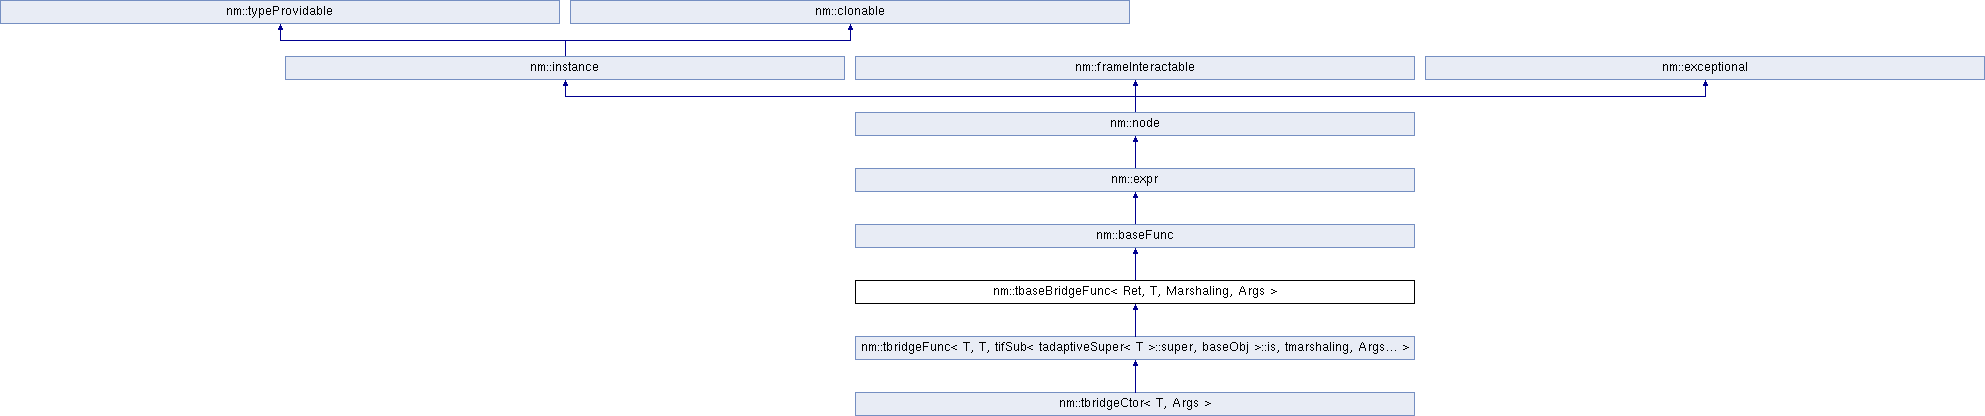 nm::typeProvidable
nm::clonable
nm::instance
nm::frameInteractable
nm::exceptional
nm::node
nm::expr
nm::baseFunc
nm::tbaseBridgeFunc< Ret, T, Marshaling, Args >
nm::tbridgeFunc< T, T, tifSub< tadaptiveSuper< T >::super, baseObj >::is, tmarshaling, Args... >
nm::tbridgeCtor< T, Args >